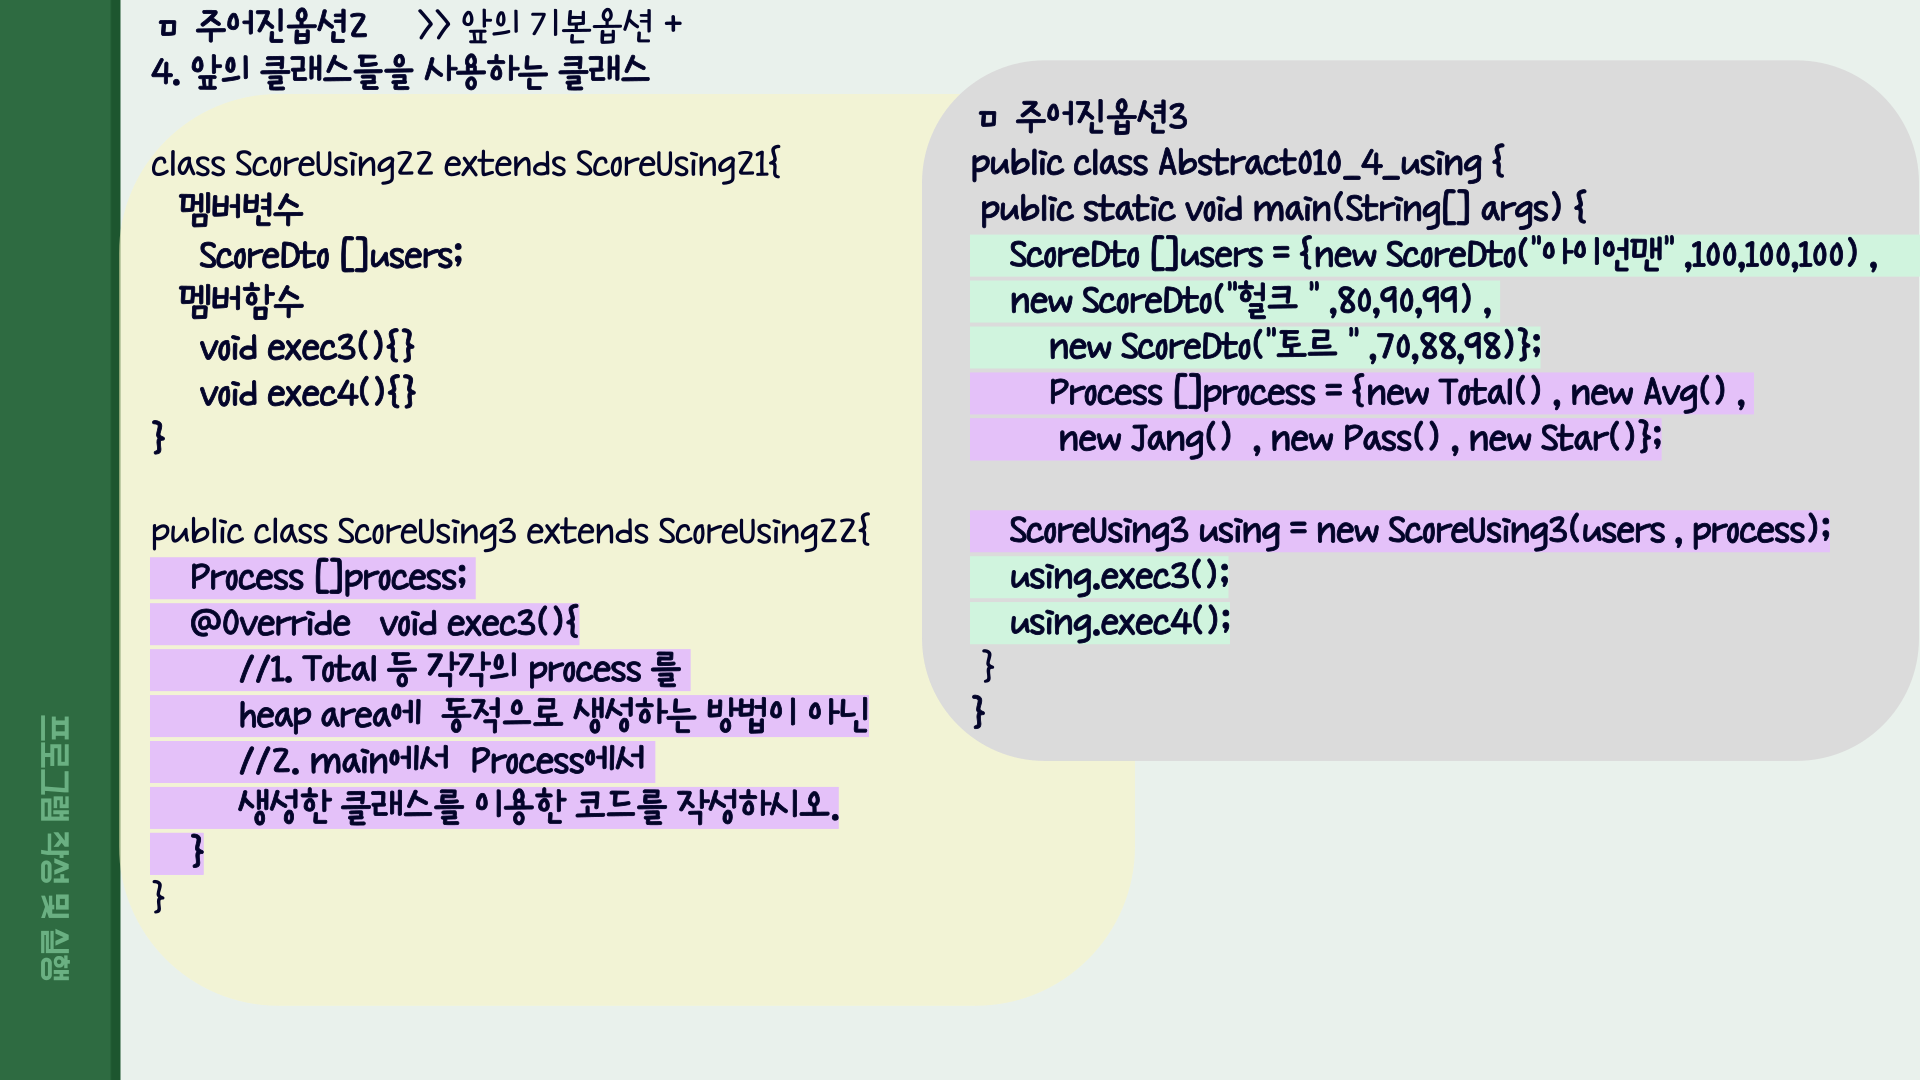 ㅁ 주어진옵션2 >> 앞의 기본옵션 +
4. 앞의 클래스들을 사용하는 클래스
class ScoreUsing22 extends ScoreUsing21{
멤버변수
ScoreDto []users;
멤버함수
void exec3(){}
void exec4(){}
}
public class ScoreUsing3 extends ScoreUsing22{
Process []process;
@Override void exec3(){
//1. Total 등 각각의 process 를
heap area에 동적으로 생성하는 방법이 아닌
//2. main에서 Process에서
생성한 클래스를 이용한 코드를 작성하시오.
}
}
ㅁ 주어진옵션3
public class Abstract010_4_using {
public static void main(String[] args) {
ScoreDto []users = {new ScoreDto("아이언맨" ,100,100,100) ,
new ScoreDto("헐크 " ,80,90,99) ,
new ScoreDto("토르 " ,70,88,98)};
Process []process = {new Total() , new Avg() ,
new Jang() , new Pass() , new Star()};
ScoreUsing3 using = new ScoreUsing3(users , process);
using.exec3();
using.exec4();
}
}
프로그램 작성 및 실행